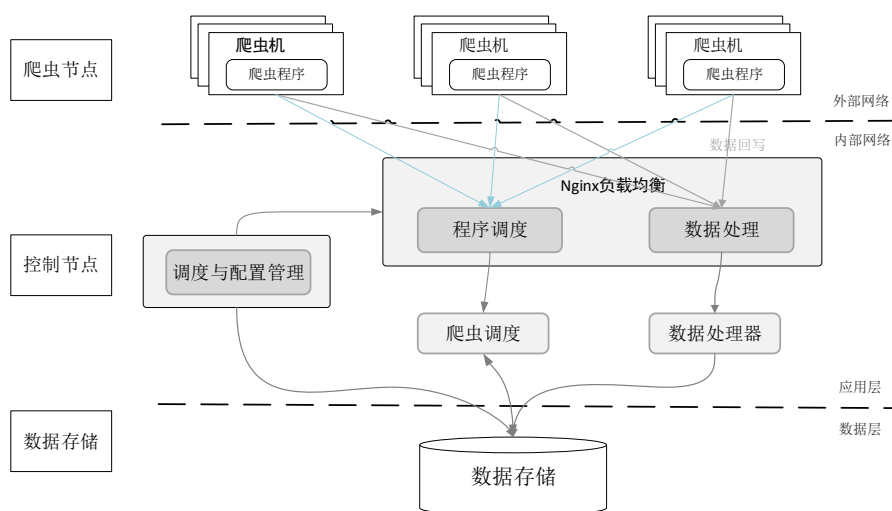 爬虫节点
爬虫机
爬虫程序
爬虫机
爬虫程序
爬虫机
爬虫程序
外部网络
内部网络
数据回写
Nginx负载均衡
程序调度
数据处理
控制节点
调度与配置管理
爬虫调度
数据处理器
应用层
数据层
数据存储
数据存储